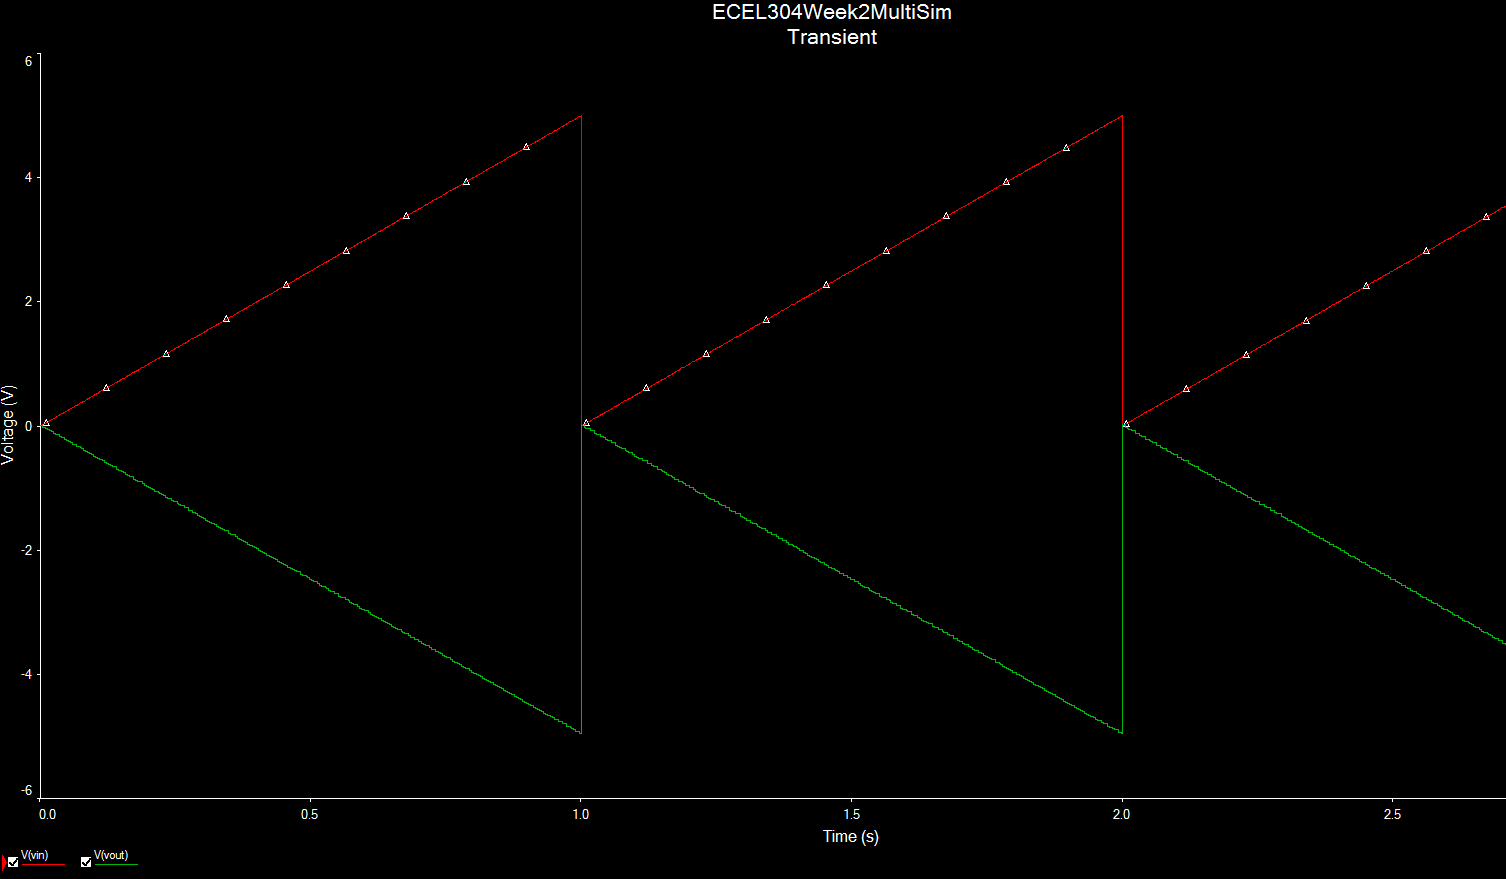 ECEL304Week2MultiSim
Transient
6
4
2
0
-2
-4
-6
Voltage (V)
0.0 0.5 1.0 1.5 2.0 2.5
Time (s)
V(vin) V(vout)